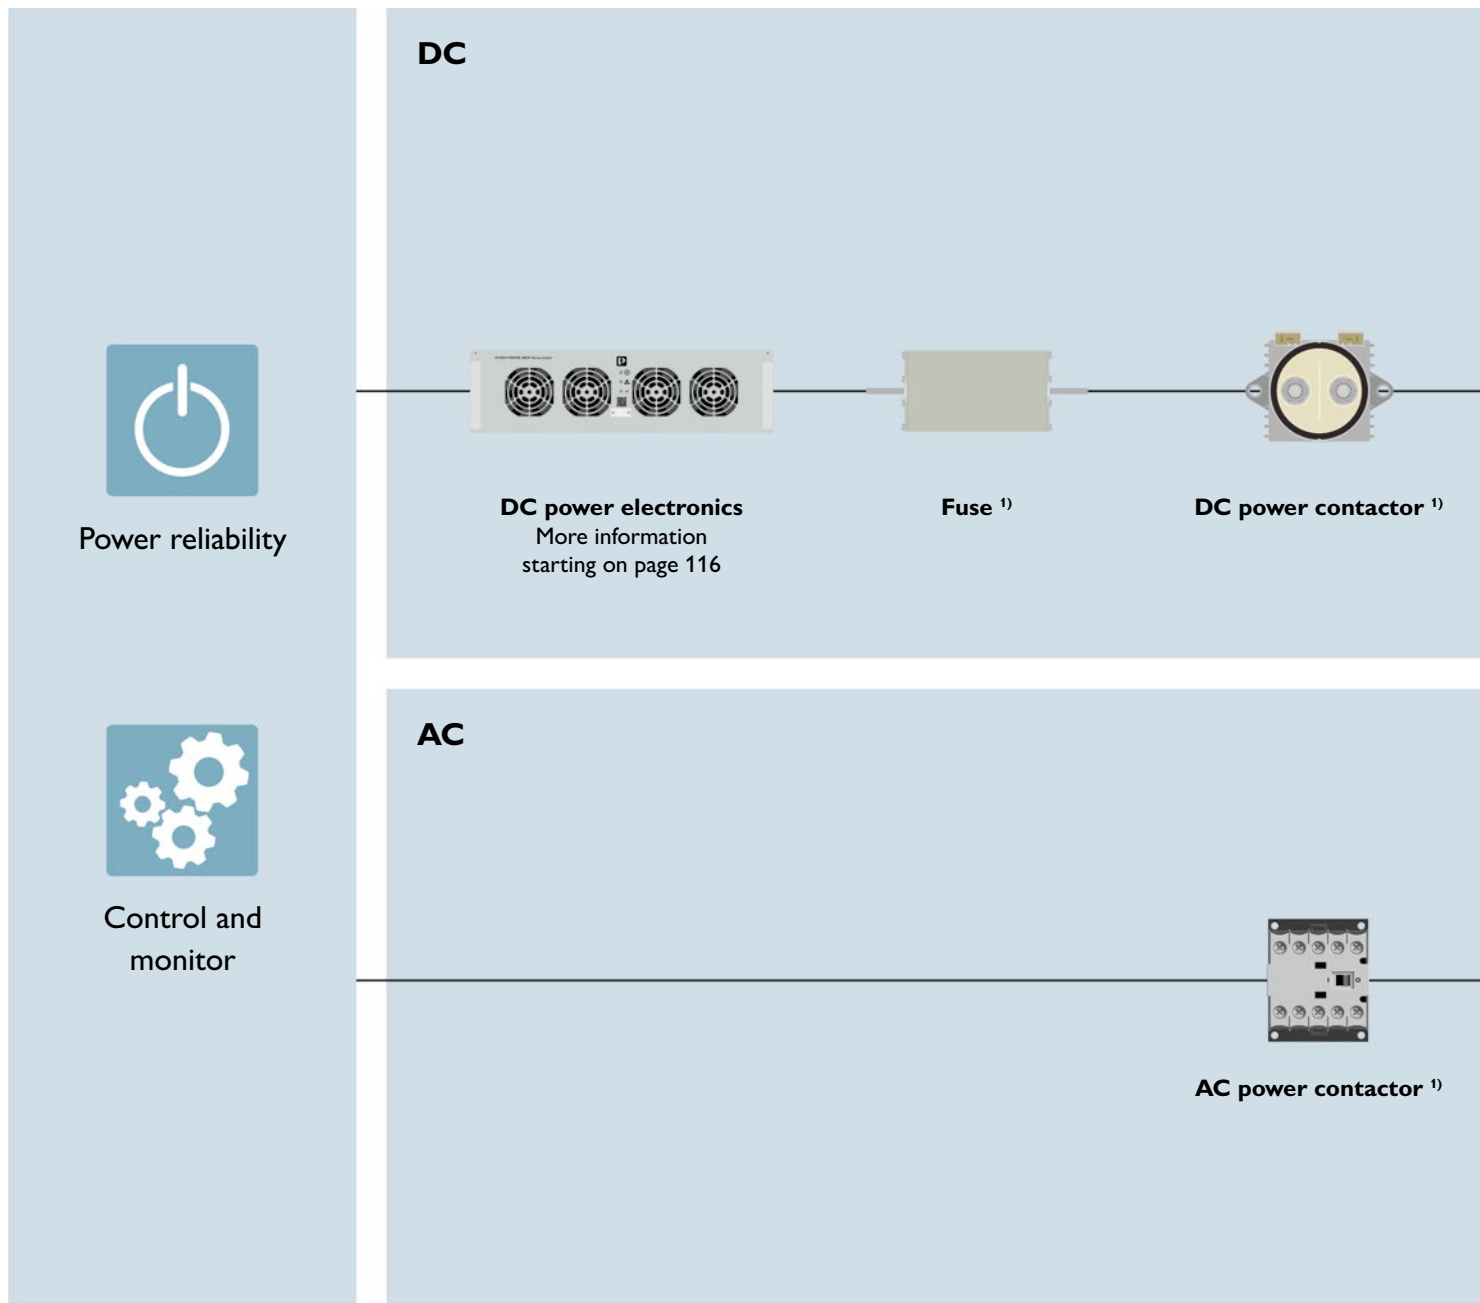 DC
Power reliability
DC power electronics
More information
starting on page 116
Fuse 1)
DC power contactor 1)
AC
Control and
monitor
AC power contactor 1)